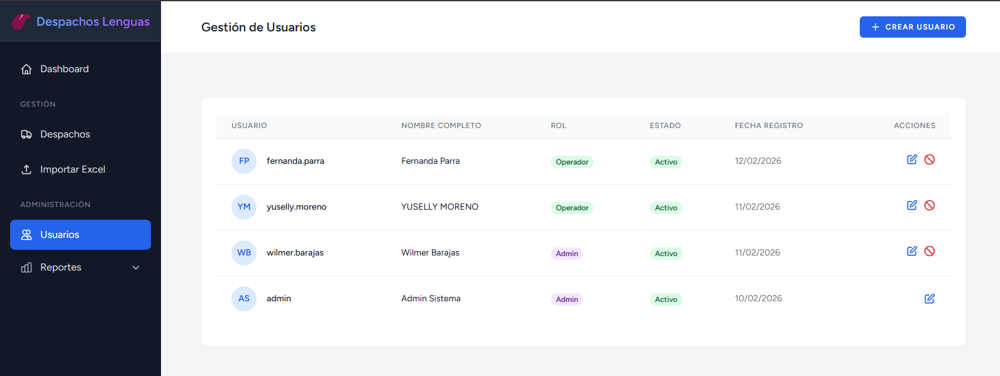 Despachos Lenguas
Dashboard
GESTIÓN
Despachos
Importar Excel
ADMINISTRACIÓN
Usuarios
Reportes
Gestión de Usuarios
CREAR USUARIO
USUARIO NOMBRE COMPLETO ROL ESTADO FECHA REGISTRO ACCIONES
FP fernanda.parra Fernanda Parra Operador Activo 12/02/2026
YM yuselly.moreno YUSELLY MORENO Operador Activo 11/02/2026
WB wilmer.barajas Wilmer Barajas Admin Activo 11/02/2026
AS admin Admin Sistema Admin Activo 10/02/2026